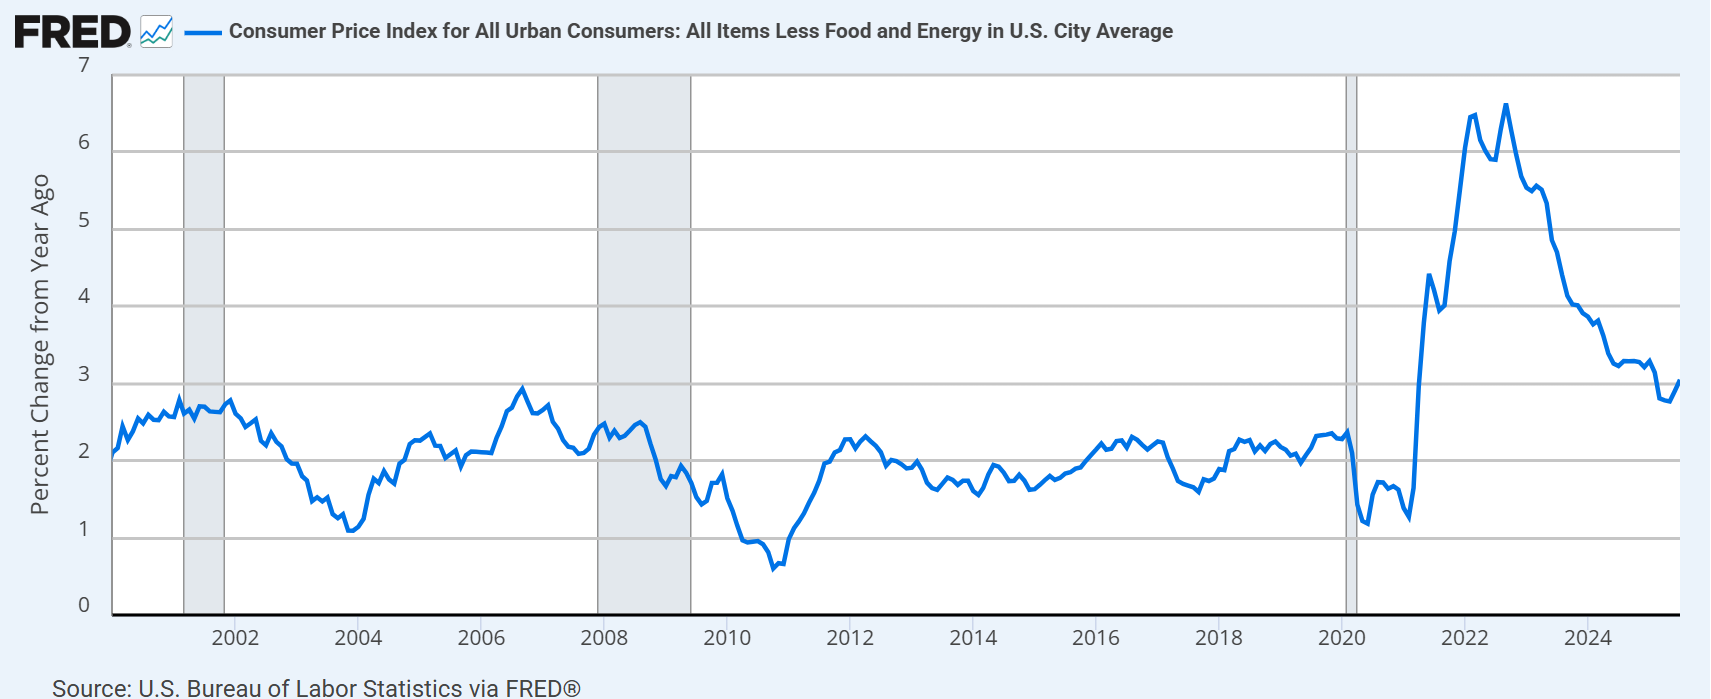 FRED Consumer Price Index for All Urban Consumers: All Items Less Food and Energy in U.S. City Average
7
6
5
4
3
2
1
0
Percent Change from Year Ago
2002 2004 2006 2008 2010 2012 2014 2016 2018 2020 2022 2024
Source: U.S. Bureau of Labor Statistics via FRED®